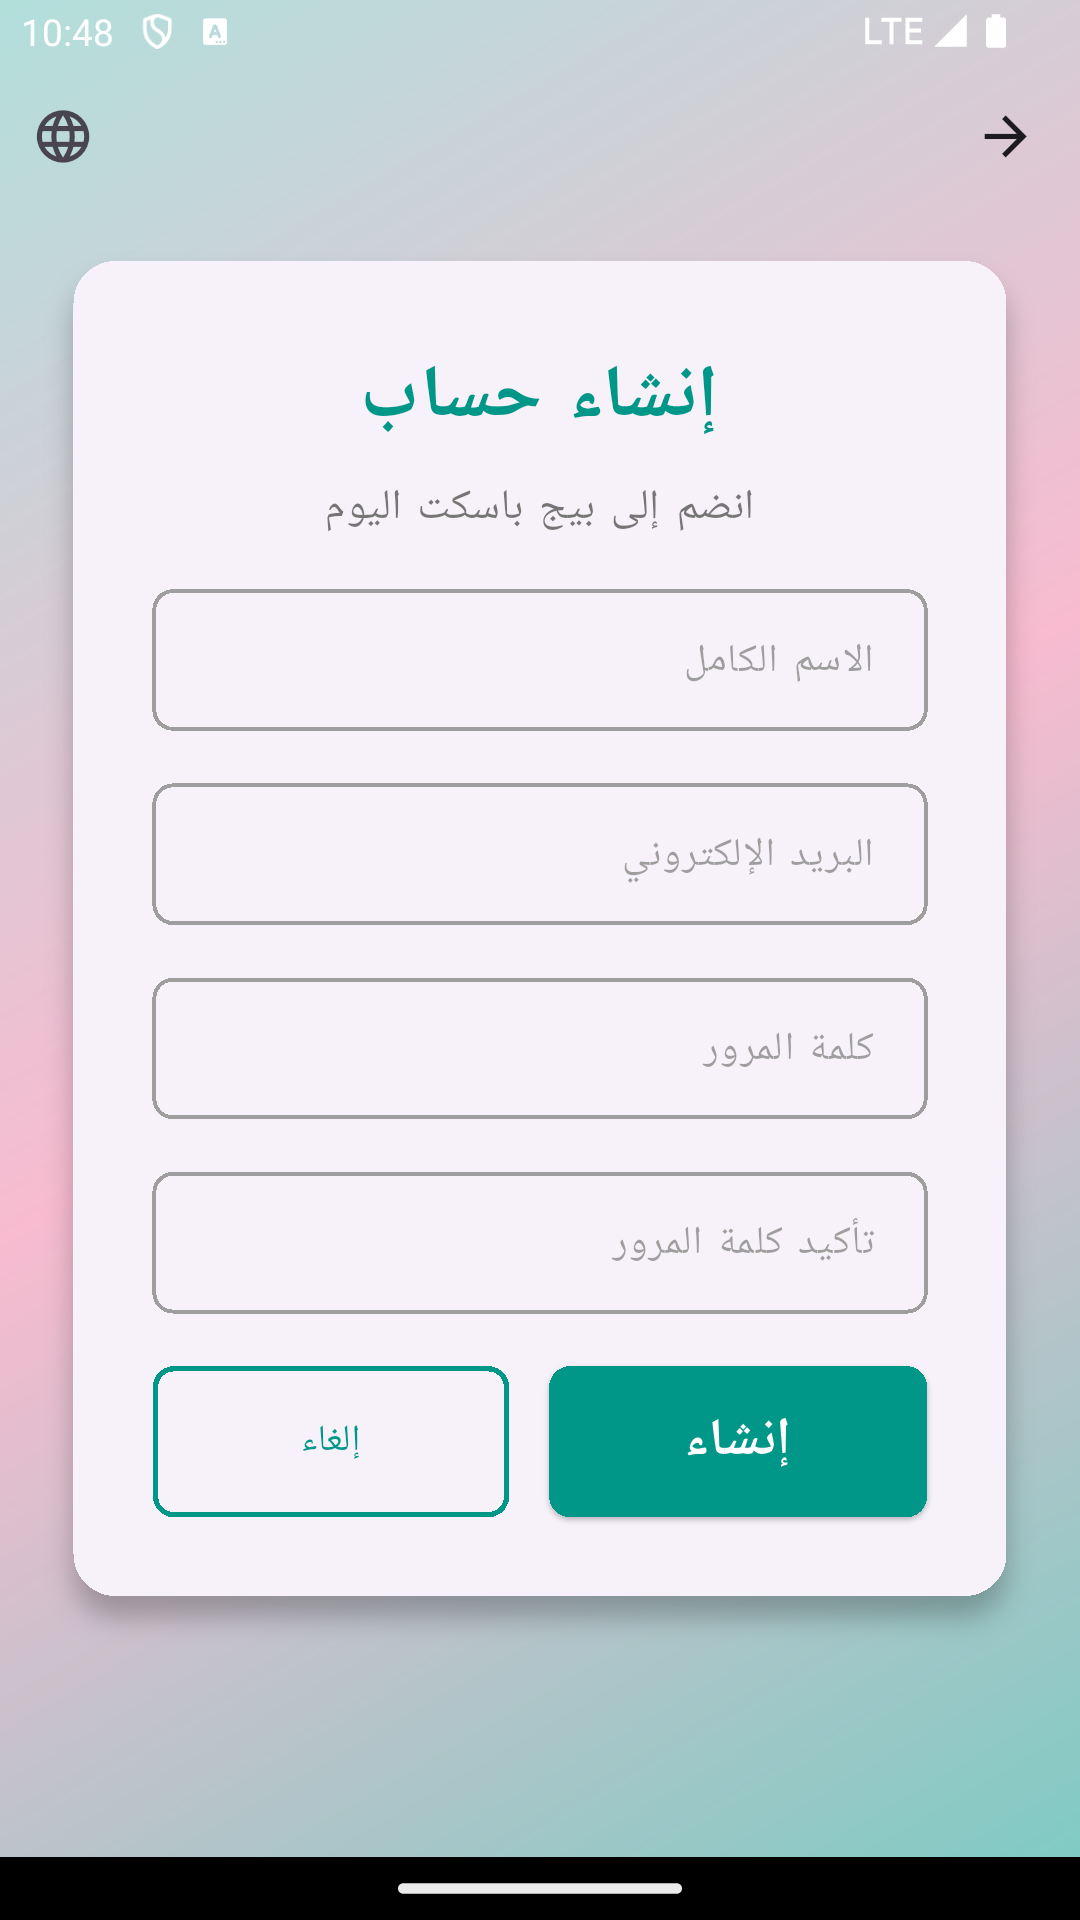 10:48 LTE
إنشاء حساب
انضم إلى بيج باسكت اليوم
الاسم الكامل
البريد الإلكتروني
كلمة المرور
تأكيد كلمة المرور
إنشاء
إلغاء